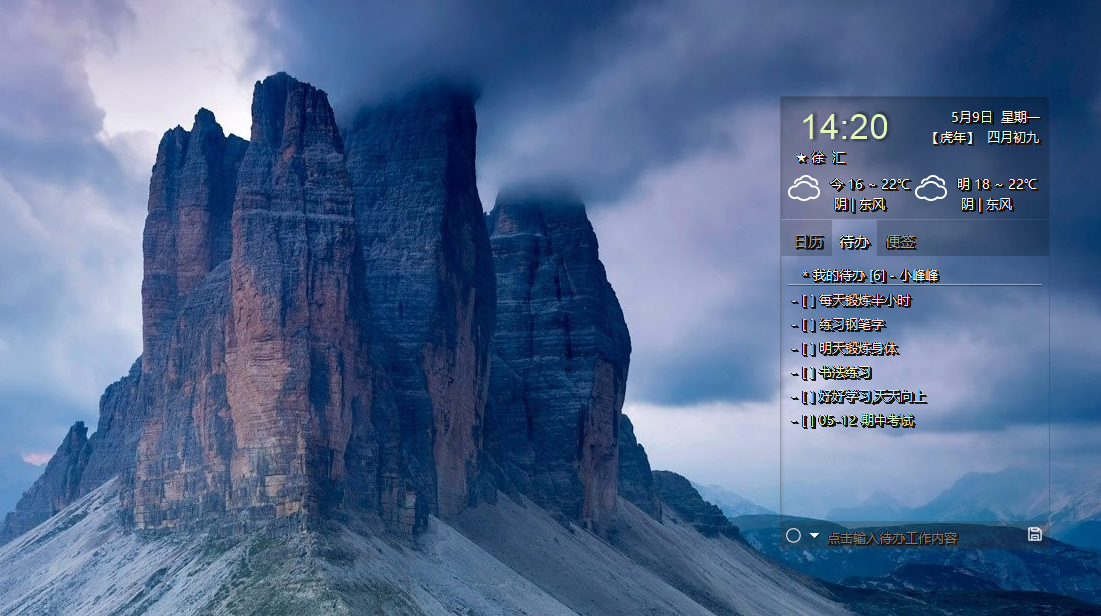 14:20
5月9日 星期一
【虎年】 四月初九
★徐 汇
今 16 ~ 22℃
阴 | 东风
明 18 ~ 22℃
阴 | 东风
日历 待办 便签
* 我的待办 [6] - 小峰峰
- [ ] 每天锻炼半小时
- [ ] 练习钢笔字
- [ ] 明天锻炼身体
- [ ] 书法练习
- [ ] 好好学习,天天向上
- [ ] 05-12 期中考试
点击输入待办工作内容